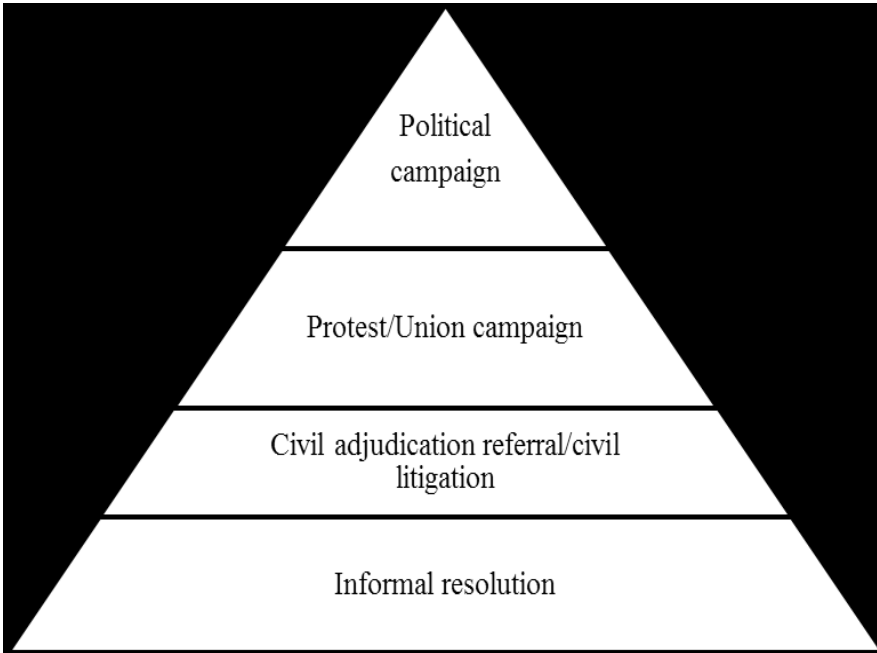 Political
campaign
Protest/Union campaign
Civil adjudication referral/civil
litigation
Informal resolution